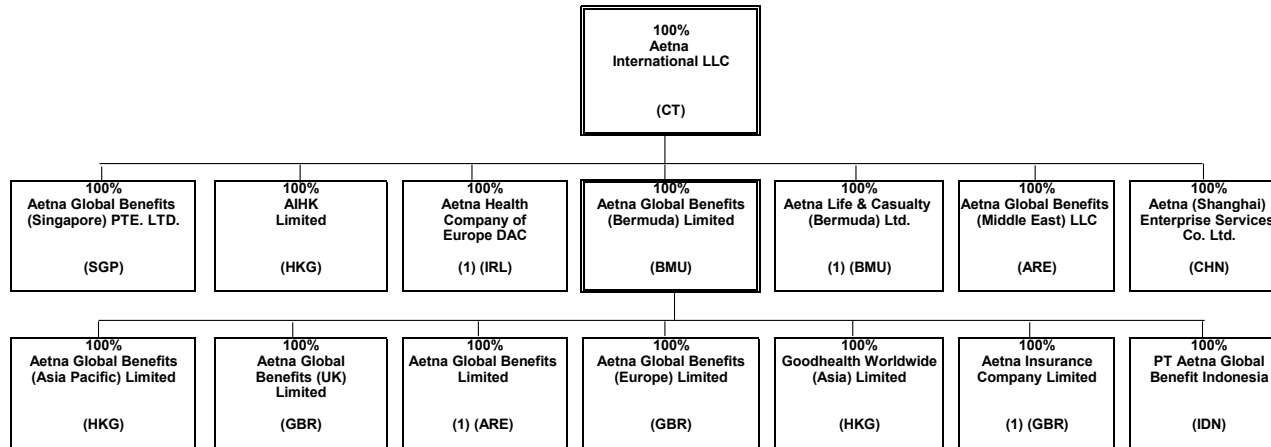 100%
Aetna
International LLC
(CT)
100%
Aetna Global Benefits
(Singapore) PTE. LTD.
(SGP)
100%
AIHK
Limited
(HKG)
100%
Aetna Health
Company of
Europe DAC
(1) (IRL)
100%
Aetna Global Benefits
(Bermuda) Limited
(BMU)
100%
Aetna Life & Casualty
(Bermuda) Ltd.
(1) (BMU)
100%
Aetna Global Benefits
(Middle East) LLC
(ARE)
100%
Aetna (Shanghai)
Enterprise Services
Co. Ltd.
(CHN)
100%
Aetna Global Benefits
(Asia Pacific) Limited
(HKG)
100%
Aetna Global
Benefits (UK)
Limited
(GBR)
100%
Aetna Global Benefits
Limited
(1) (ARE)
100%
Aetna Global Benefits
(Europe) Limited
(GBR)
100%
Goodhealth Worldwide
(Asia) Limited
(HKG)
100%
Aetna Insurance
Company Limited
(1) (GBR)
100%
PT Aetna Global
Benefit Indonesia
(IDN)